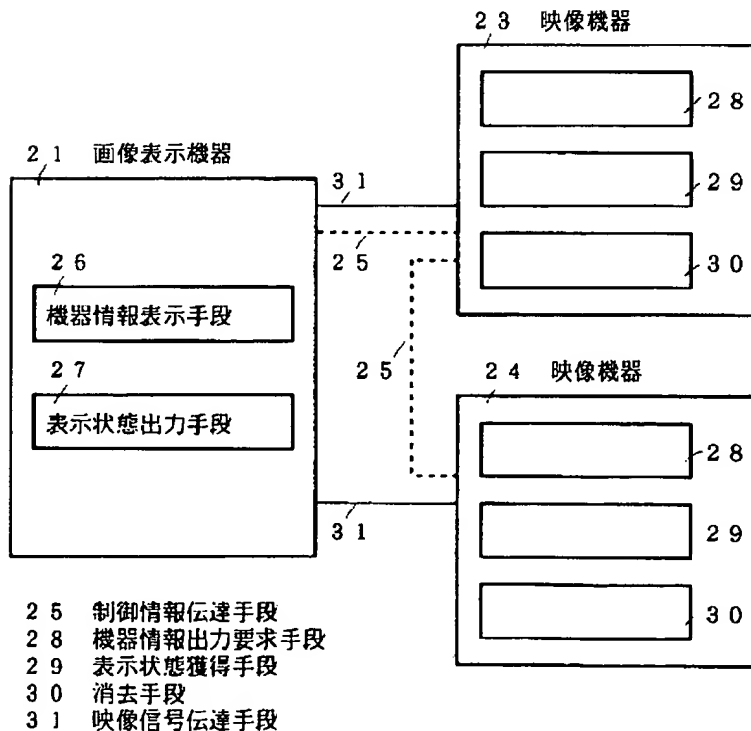 23 映像機器
28
29
30
21 画像表示機器
26
機器情報表示手段
27
表示状態出力手段
31
25
25
24 映像機器
28
29
30
31
25 制御情報伝達手段
28 機器情報出力要求手段
29 表示状態獲得手段
30 消去手段
31 映像信号伝達手段